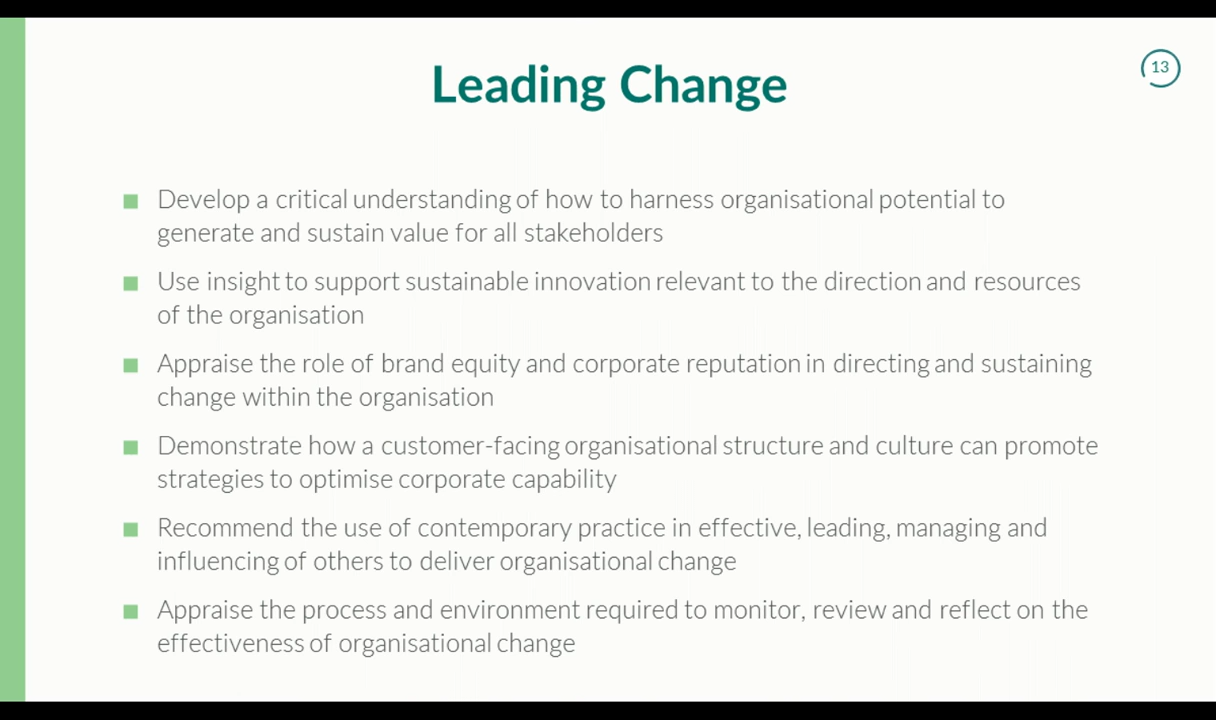 Leading Change
13
Develop a critical understanding of how to harness organisational potential to
generate and sustain value for all stakeholders
Use insight to support sustainable innovation relevant to the direction and resources
of the organisation
Appraise the role of brand equity and corporate reputation in directing and sustaining
change within the organisation
Demonstrate how a customer-facing organisational structure and culture can promote
strategies to optimise corporate capability
Recommend the use of contemporary practice in effective, leading, managing and
influencing of others to deliver organisational change
Appraise the process and environment required to monitor, review and reflect on the
effectiveness of organisational change